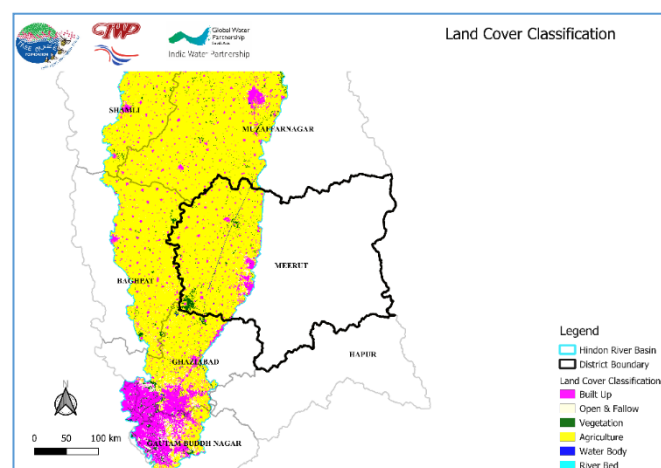 Land Cover Classification
CIWP
Global Water
Partnership
India Water Partnership
SHAMLI
MUZAFFARNAGAR
MEERUT
BAGHPAT
GHAZIABAD
HAPUR
GAUTAM BUDDH NAGAR
N
0 50 100 km
Legend
Hindon River Basin
District Boundary
Land Cover Classification
Built Up
Open & Fallow
Vegetation
Agriculture
Water Body
River Bed